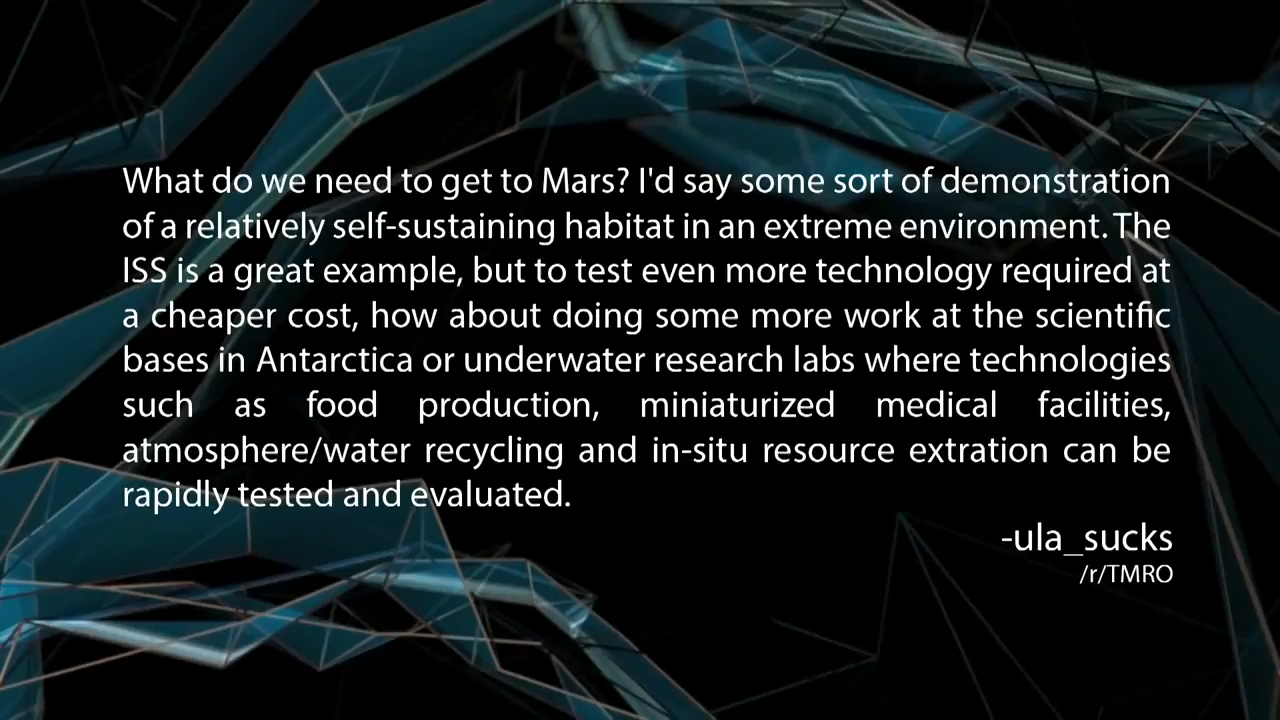 What do we need to get to Mars? I'd say some sort of demonstration
of a relatively self-sustaining habitat in an extreme environment. The
ISS is a great example, but to test even more technology required at
a cheaper cost, how about doing some more work at the scientific
bases in Antarctica or underwater research labs where technologies
such as food production, miniaturized medical facilities,
atmosphere/water recycling and in-situ resource extration can be
rapidly tested and evaluated.
-ula_sucks
/r/TMRO